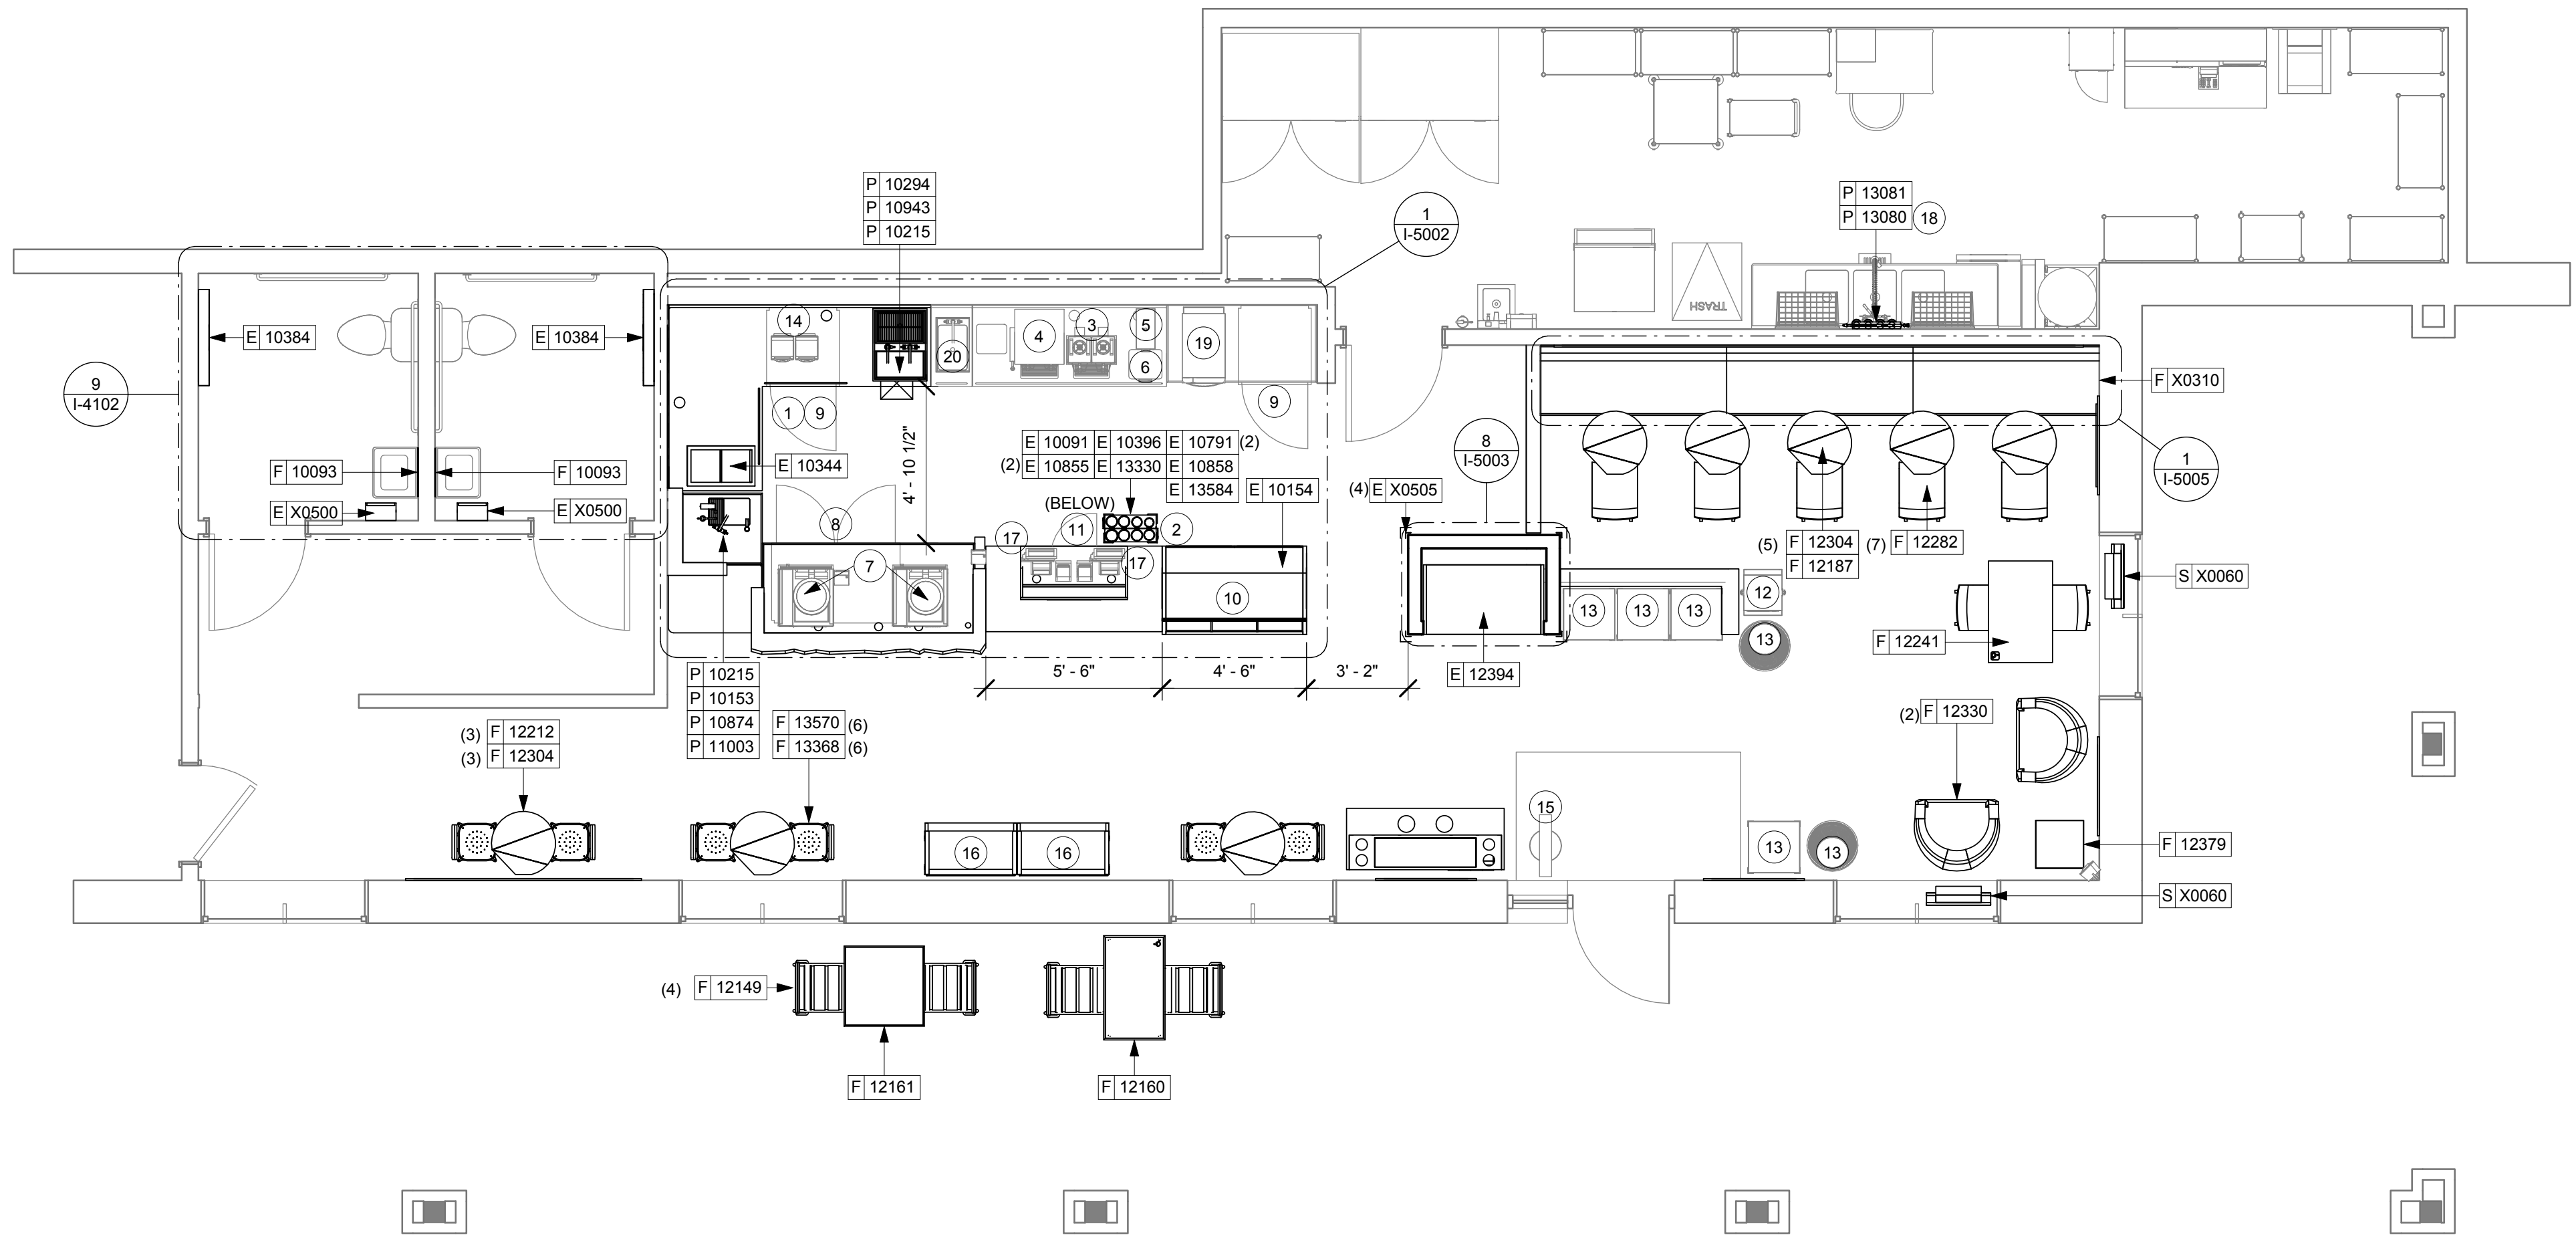 P 10294
P 10943
P 10215
1
I-5002
P 13081
P 13080 18
TRASH
E 10384
E 10384
9
I-4102
14
20
4
3
5
6
19
1 9
9
F X0310
8
I-5003
1
I-5005
F 10093
F 10093
E X0500
E X0500
E 10344
4' - 10 1/2"
E 10091 E 10396 E 10791 (2)
(2) E 10855 E 13330 E 10858
E 13584
E 10154
(4) E X0505
(BELOW)
8
17
11
2
17
7
10
(5) F 12304
F 12187
(7) F 12282
S X0060
13
13
13
12
13
F 12241
5' - 6"
4' - 6"
3' - 2"
E 12394
P 10215
P 10153
P 10874
P 11003
F 13570 (6)
F 13368 (6)
(3) F 12212
(3) F 12304
(2) F 12330
15
16
16
13
13
F 12379
S X0060
(4) F 12149
F 12161
F 12160